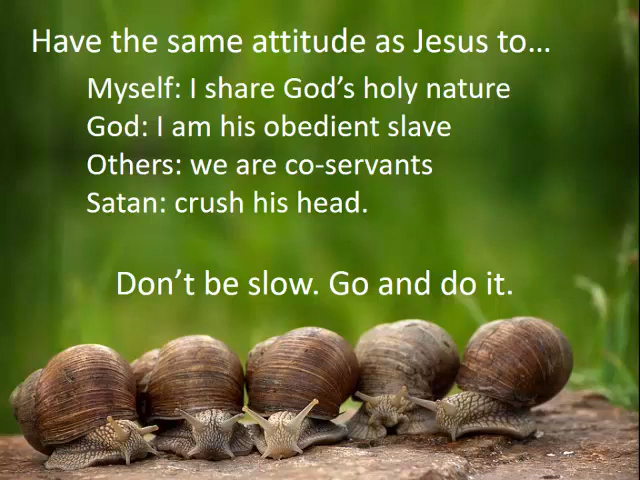 Have the same attitude as Jesus to…
Myself: I share God’s holy nature
God: I am his obedient slave
Others: we are co-servants
Satan: crush his head.
Don’t be slow. Go and do it.